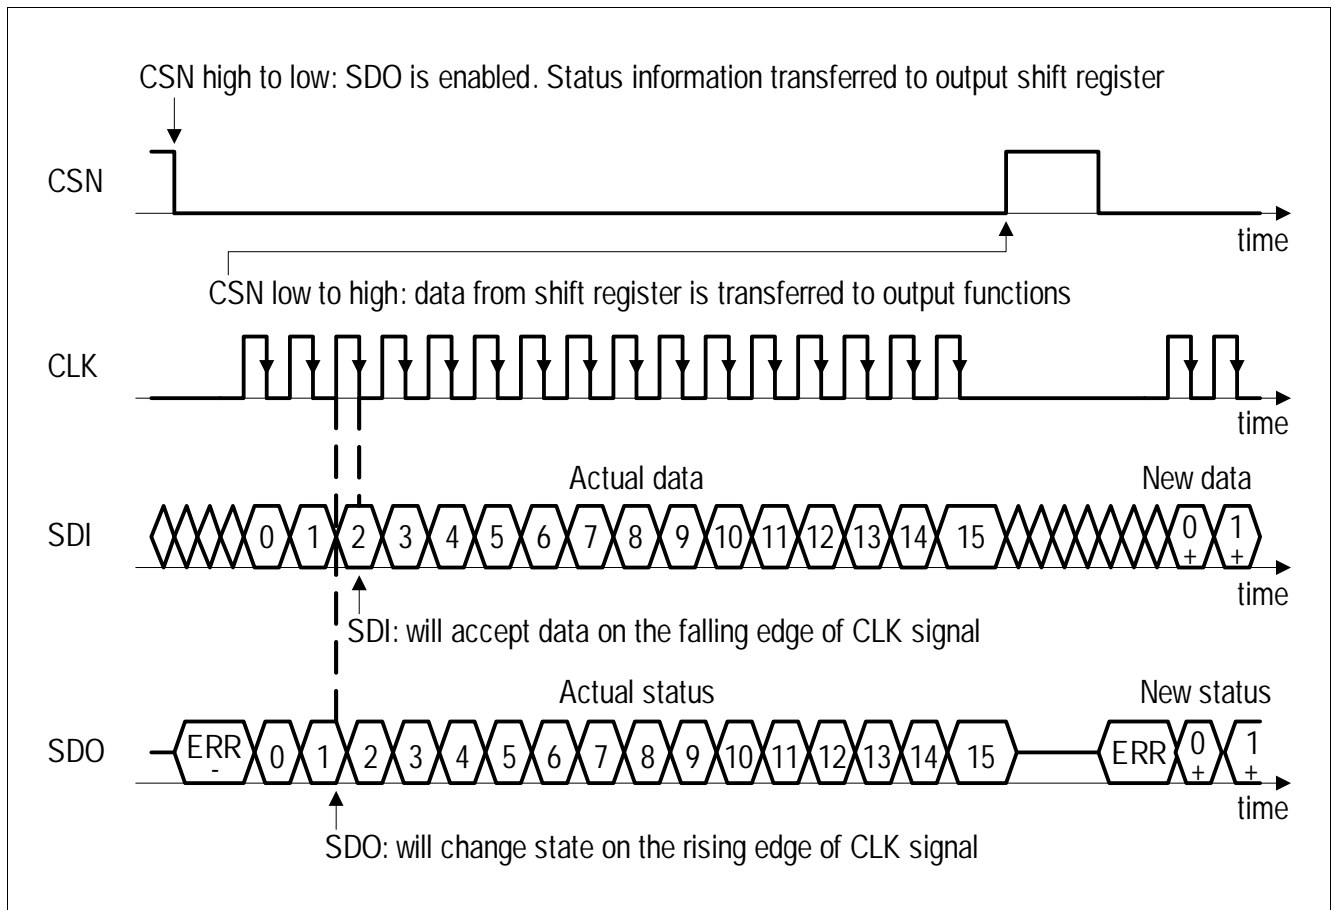 CSN high to low: SDO is enabled. Status information transferred to output shift register
CSN
time
CSN low to high: data from shift register is transferred to output functions
CLK
time
Actual data
New data
SDI
0 1 2 3 4 5 6 7 8 9 10 11 12 13 14 15 0 1
+ +
time
SDI: will accept data on the falling edge of CLK signal
Actual status
New status
SDO
ERR 0 1 2 3 4 5 6 7 8 9 10 11 12 13 14 15 ERR 0 1
- + +
time
SDO: will change state on the rising edge of CLK signal